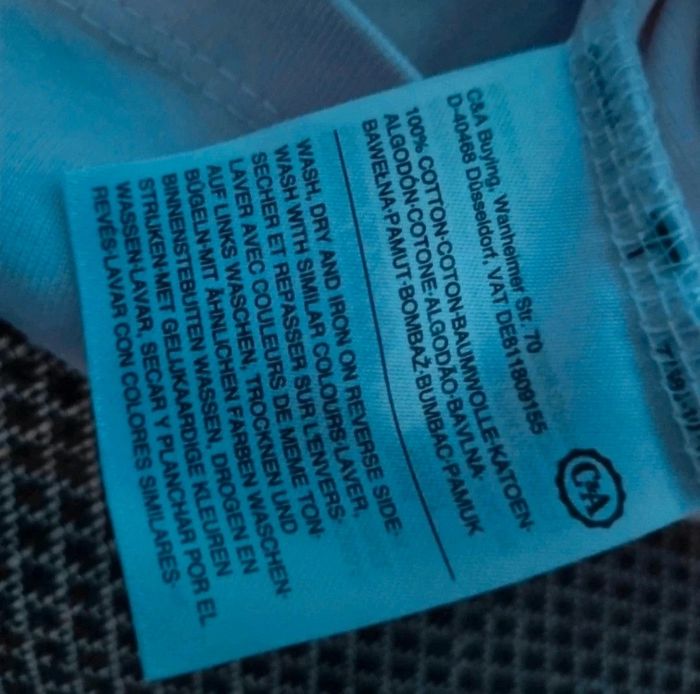 C&A
C&A Buying, Wanheimer Str. 70
D-40468 Düsseldorf, VAT DE811809155
100% COTTON·COTON·BAUMWOLLE·KATOEN·
ALGODÓN·COTONE·ALGODÃO·BAVLNA·
BAWEŁNA·PAMUT·BOMBAŽ·BUMBAC·PAMUK
WASH, DRY AND IRON ON REVERSE SIDE·
WASH WITH SIMILAR COLOURS·LAVER,
SECHER ET REPASSER SUR L'ENVERS·
LAVER AVEC COULEURS DE MEME TON·
AUF LINKS WASCHEN, TROCKNEN UND
BÜGELN·MIT ÄHNLICHEN FARBEN WASCHEN·
BINNENSTEBUITEN WASSEN, DROGEN EN
STRIJKEN·MET GELIJKAARDIGE KLEUREN
WASSEN·LAVAR, SECAR Y PLANCHAR POR EL
REVÉS·LAVAR CON COLORES SIMILARES·